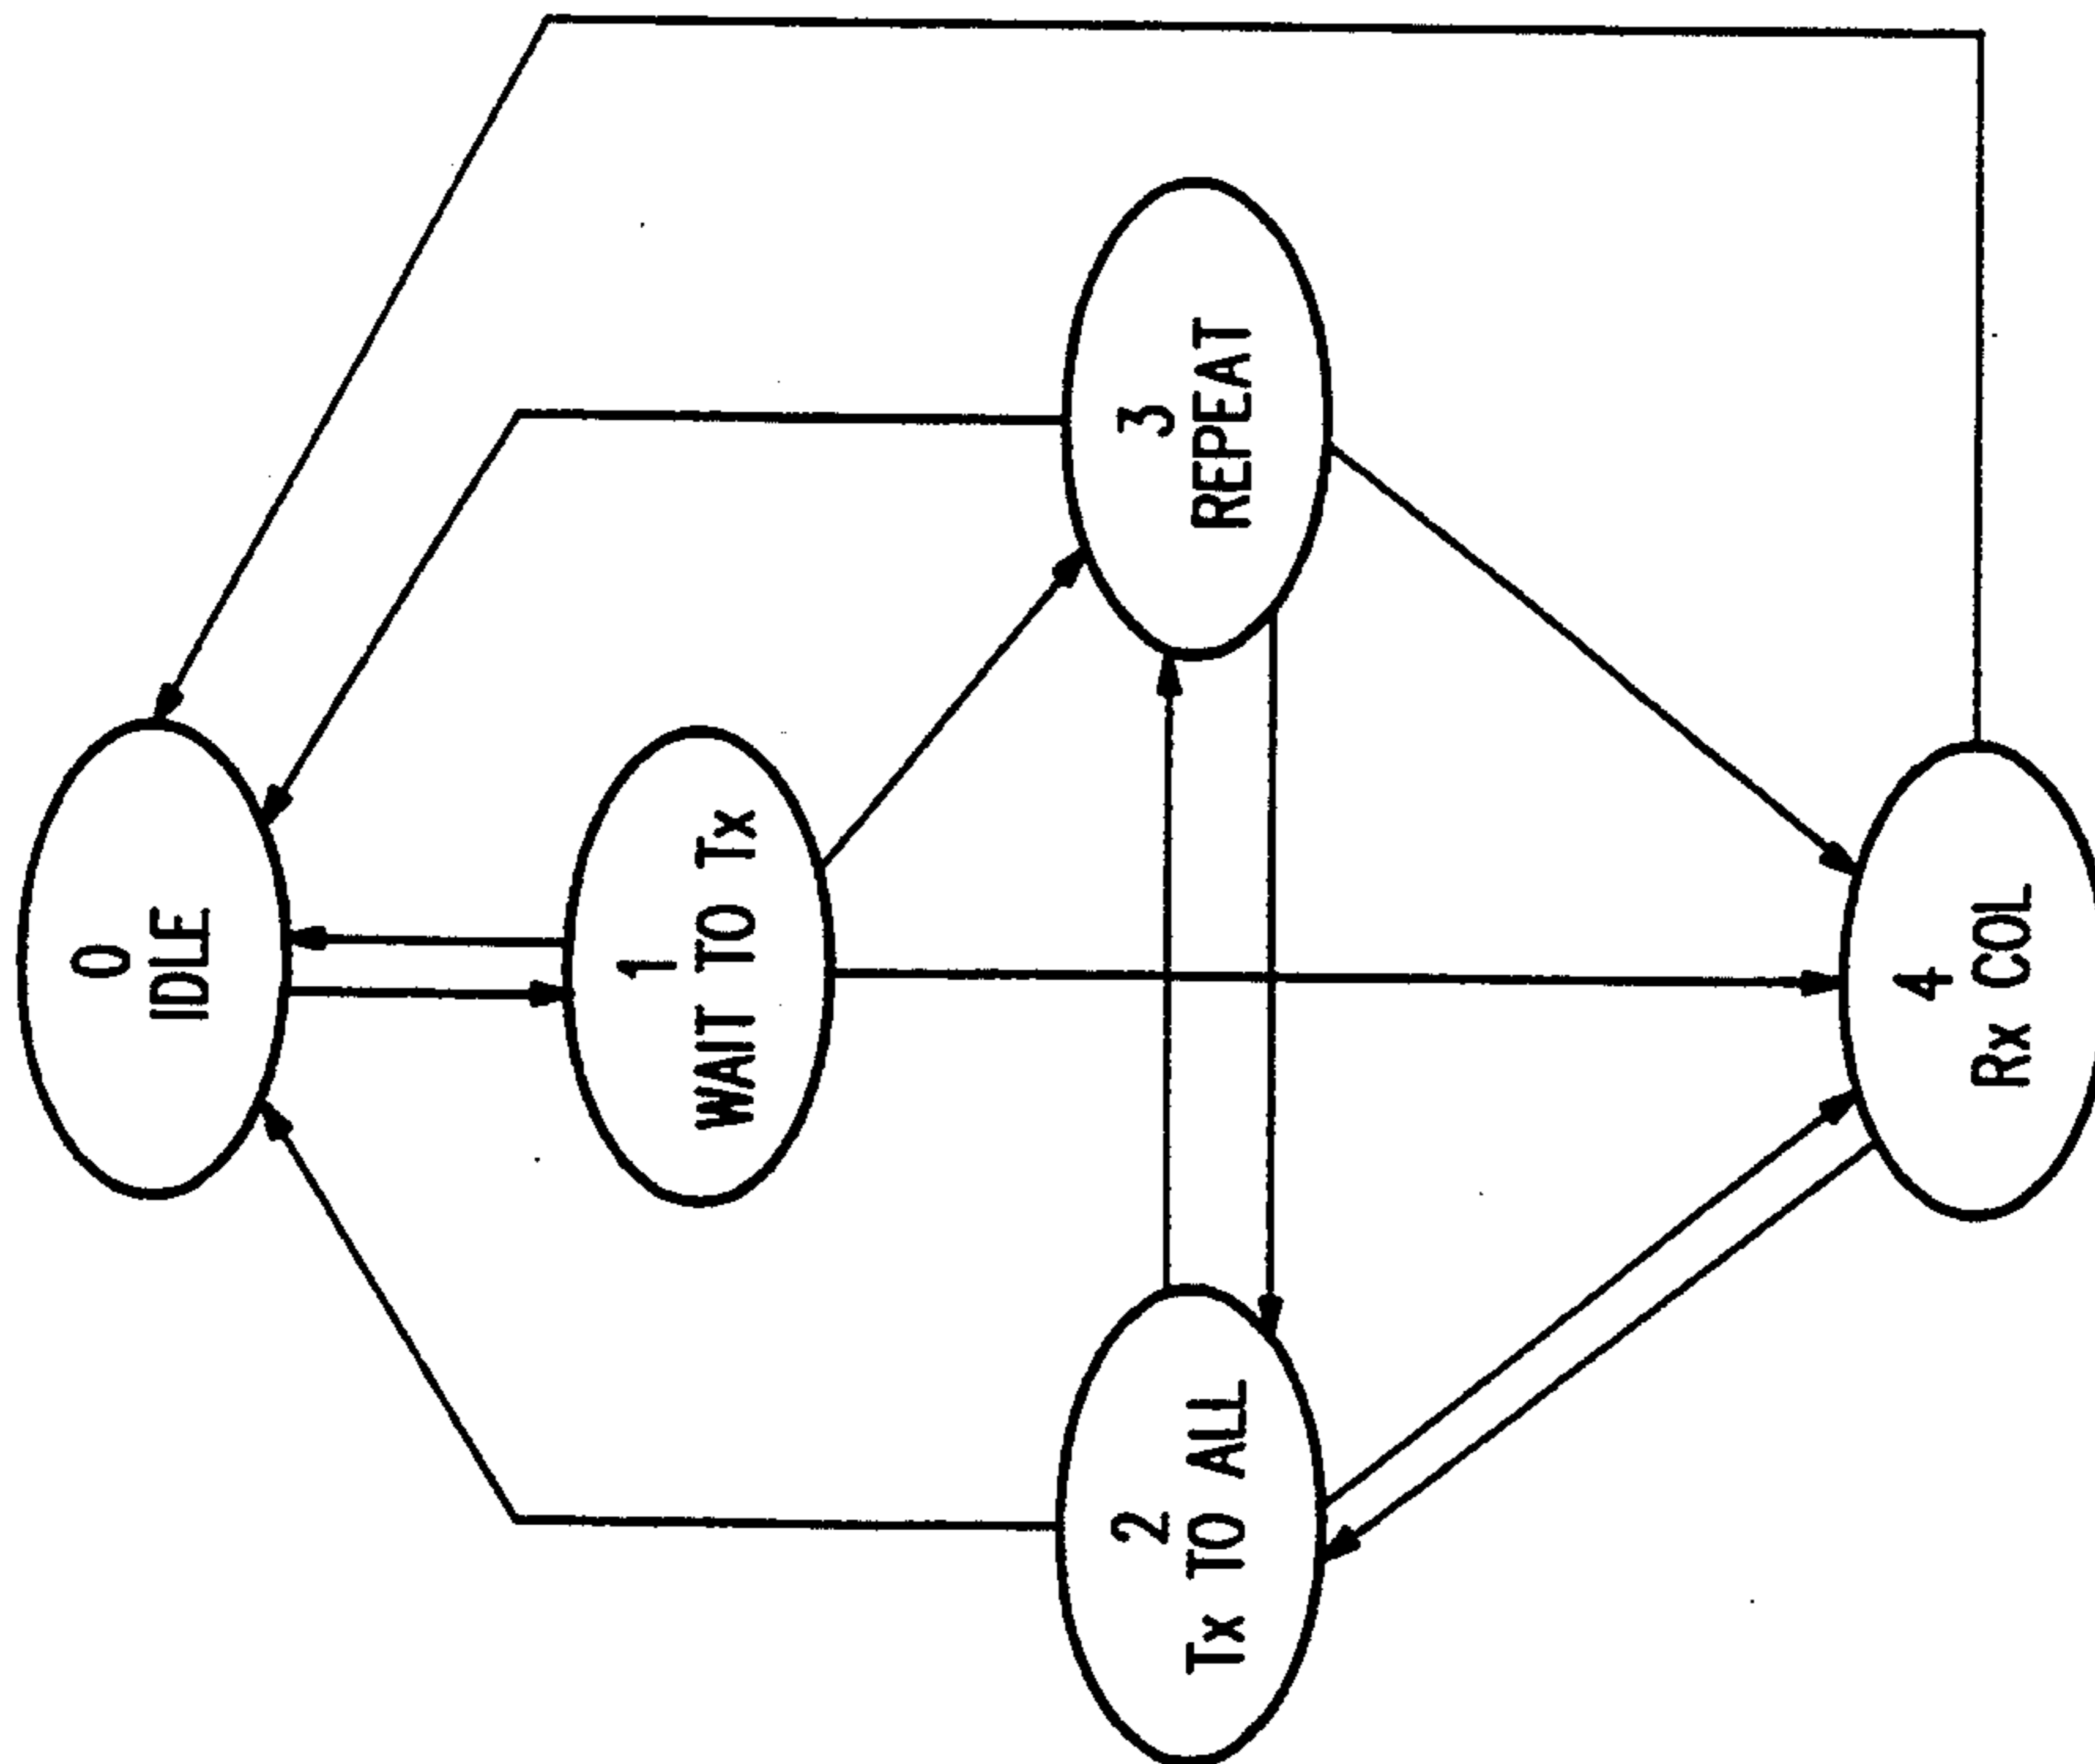 0
IDLE
1
WAIT TO Tx
2
Tx TO ALL
3
REPEAT
4
Rx COL